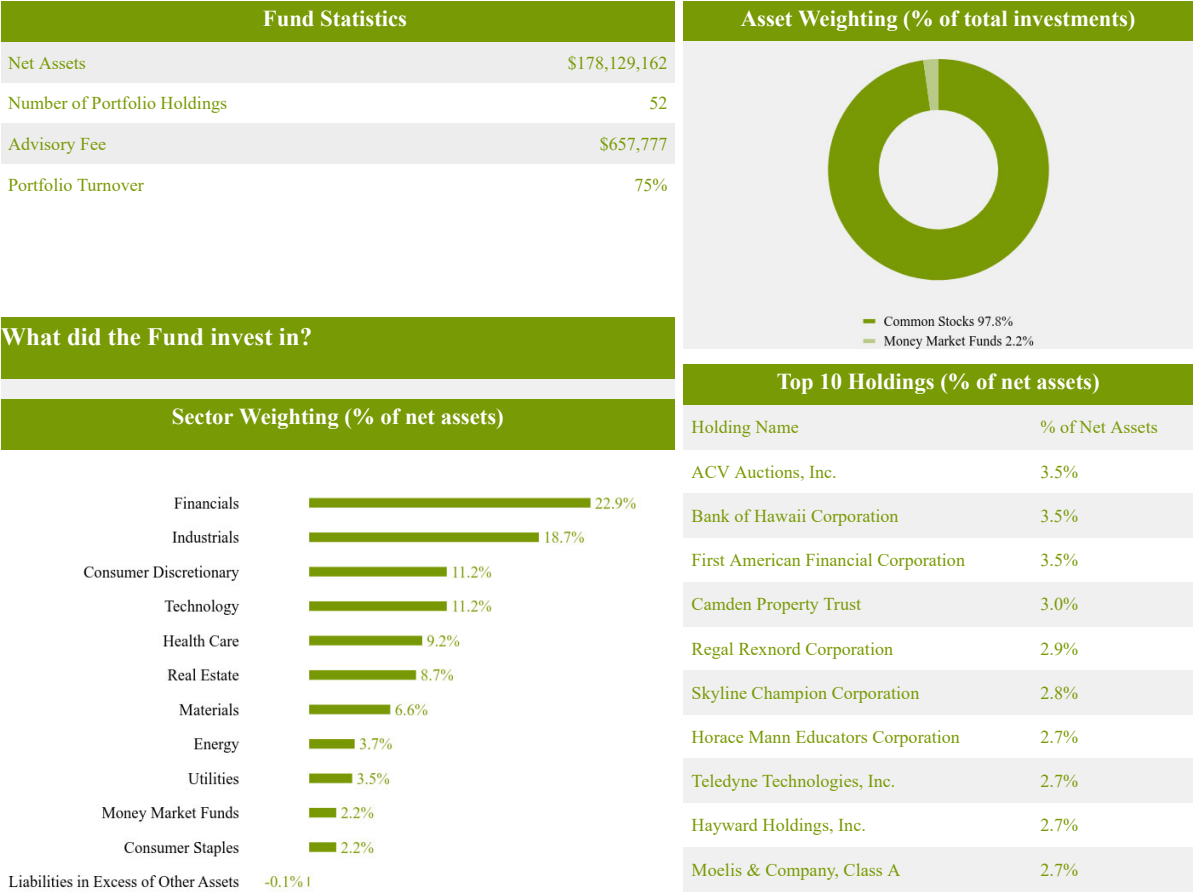 Fund Statistics
Net Assets $178,129,162
Number of Portfolio Holdings 52
Advisory Fee $657,777
Portfolio Turnover 75%
Asset Weighting (% of total investments)
Common Stocks 97.8%
Money Market Funds 2.2%
What did the Fund invest in?
Sector Weighting (% of net assets)
Financials 22.9%
Industrials 18.7%
Consumer Discretionary 11.2%
Technology 11.2%
Health Care 9.2%
Real Estate 8.7%
Materials 6.6%
Energy 3.7%
Utilities 3.5%
Money Market Funds 2.2%
Consumer Staples 2.2%
Liabilities in Excess of Other Assets -0.1%
Top 10 Holdings (% of net assets)
Holding Name % of Net Assets
ACV Auctions, Inc. 3.5%
Bank of Hawaii Corporation 3.5%
First American Financial Corporation 3.5%
Camden Property Trust 3.0%
Regal Rexnord Corporation 2.9%
Skyline Champion Corporation 2.8%
Horace Mann Educators Corporation 2.7%
Teledyne Technologies, Inc. 2.7%
Hayward Holdings, Inc. 2.7%
Moelis & Company, Class A 2.7%